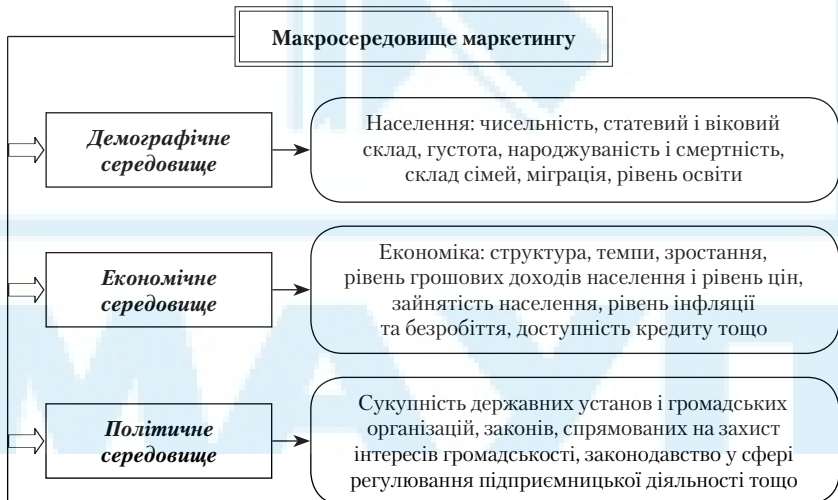 Макросередовище маркетингу
Демографічне
середовище
Населення: чисельність, статевий і віковий
склад, густота, народжуваність і смертність,
склад сімей, міграція, рівень освіти
Економічне
середовище
Економіка: структура, темпи, зростання,
рівень грошових доходів населення і рівень цін,
зайнятість населення, рівень інфляції
та безробіття, доступність кредиту тощо
Політичне
середовище
Сукупність державних установ і громадських
організацій, законів, спрямованих на захист
інтересів громадськості, законодавство у сфері
регулювання підприємницької діяльності тощо
МАУП